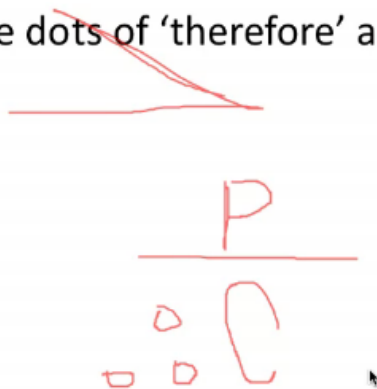 e dots of ‘therefore’ a
P
∴ C